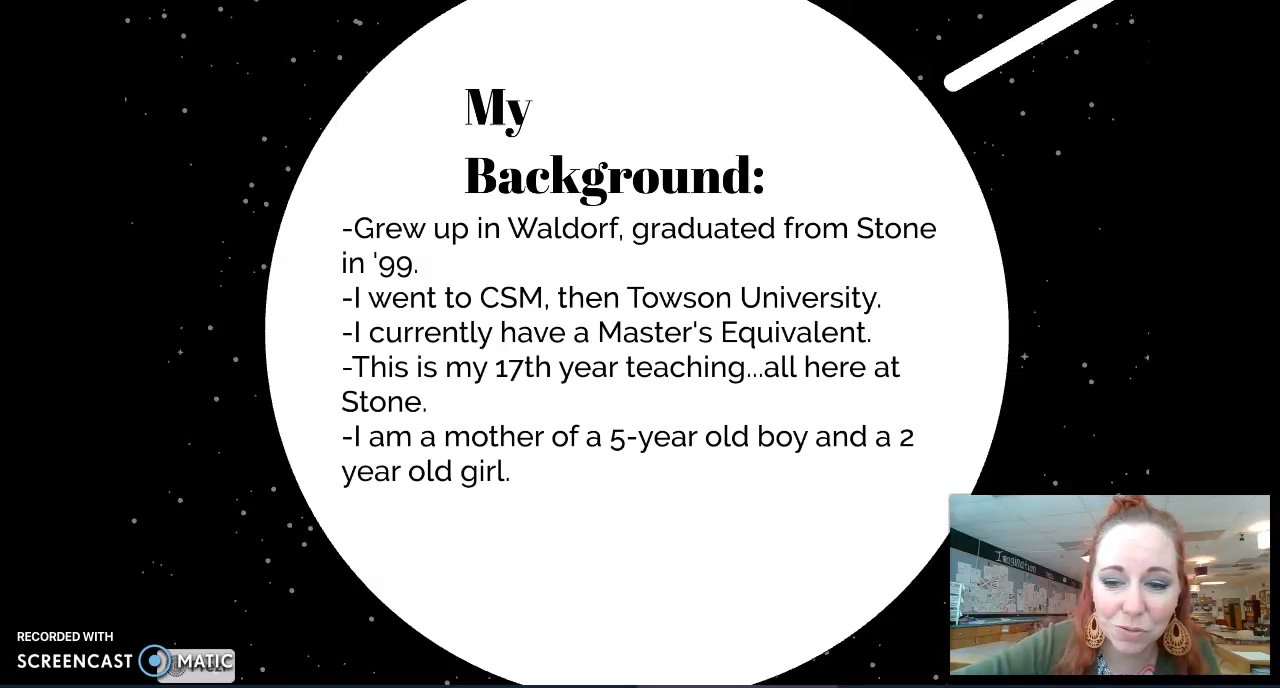 My
Background:
-Grew up in Waldorf, graduated from Stone
in '99.
-I went to CSM, then Towson University.
-I currently have a Master's Equivalent.
-This is my 17th year teaching...all here at
Stone.
-I am a mother of a 5-year old boy and a 2
year old girl.
Imagination
RECORDED WITH
SCREENCAST MATIC